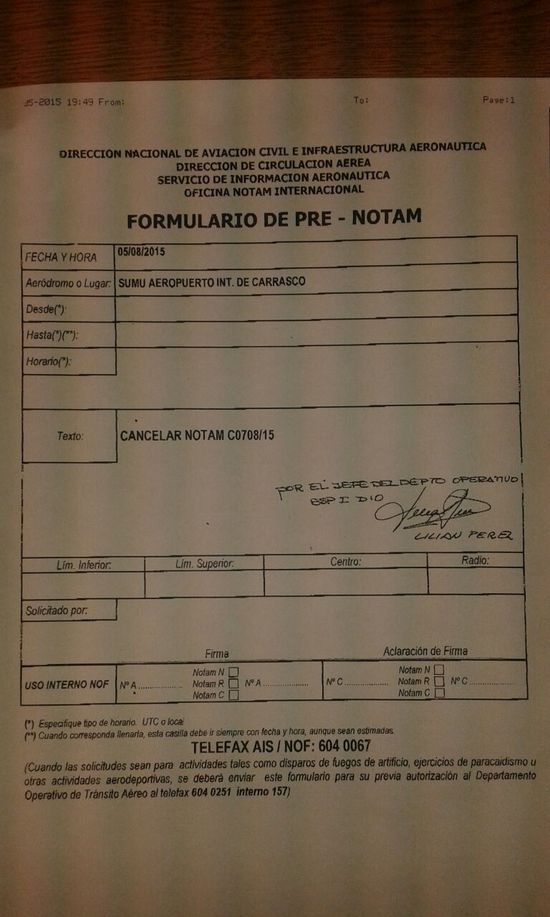 05-2015 19:49 From: To: Page:1
DIRECCION NACIONAL DE AVIACION CIVIL E INFRAESTRUCTURA AERONAUTICA
DIRECCION DE CIRCULACION AEREA
SERVICIO DE INFORMACION AERONAUTICA
OFICINA NOTAM INTERNACIONAL
FORMULARIO DE PRE - NOTAM
FECHA Y HORA 05/08/2015
Aeródromo o Lugar: SUMU AEROPUERTO INT. DE CARRASCO
Desde(*):
Hasta(*)(**):
Horario(*):
Texto: CANCELAR NOTAM C0708/15
POR EL JEFE DEL DEPTO OPERATIVO
DIO
LILIAN PEREZ
Lím. Inferior: Lím. Superior: Centro: Radio:
Solicitado por:
Firma Aclaración de Firma
USO INTERNO NOF Nº A............... Notam N Notam R Notam C Nº A............... Nº C............... Notam N Notam R Notam C Nº C...............
(*) Especifique tipo de horario. UTC o local
(**) Cuando corresponda llenarla, esta casilla debe ir siempre con fecha y hora, aunque sean estimadas.
TELEFAX AIS / NOF: 604 0067
(Cuando las solicitudes sean para actividades tales como disparos de fuegos de artificio, ejercicios de paracaidismo u
otras actividades aerodeportivas, se deberá enviar este formulario para su previa autorización al Departamento
Operativo de Tránsito Aéreo al telefax 604 0251 interno 157)